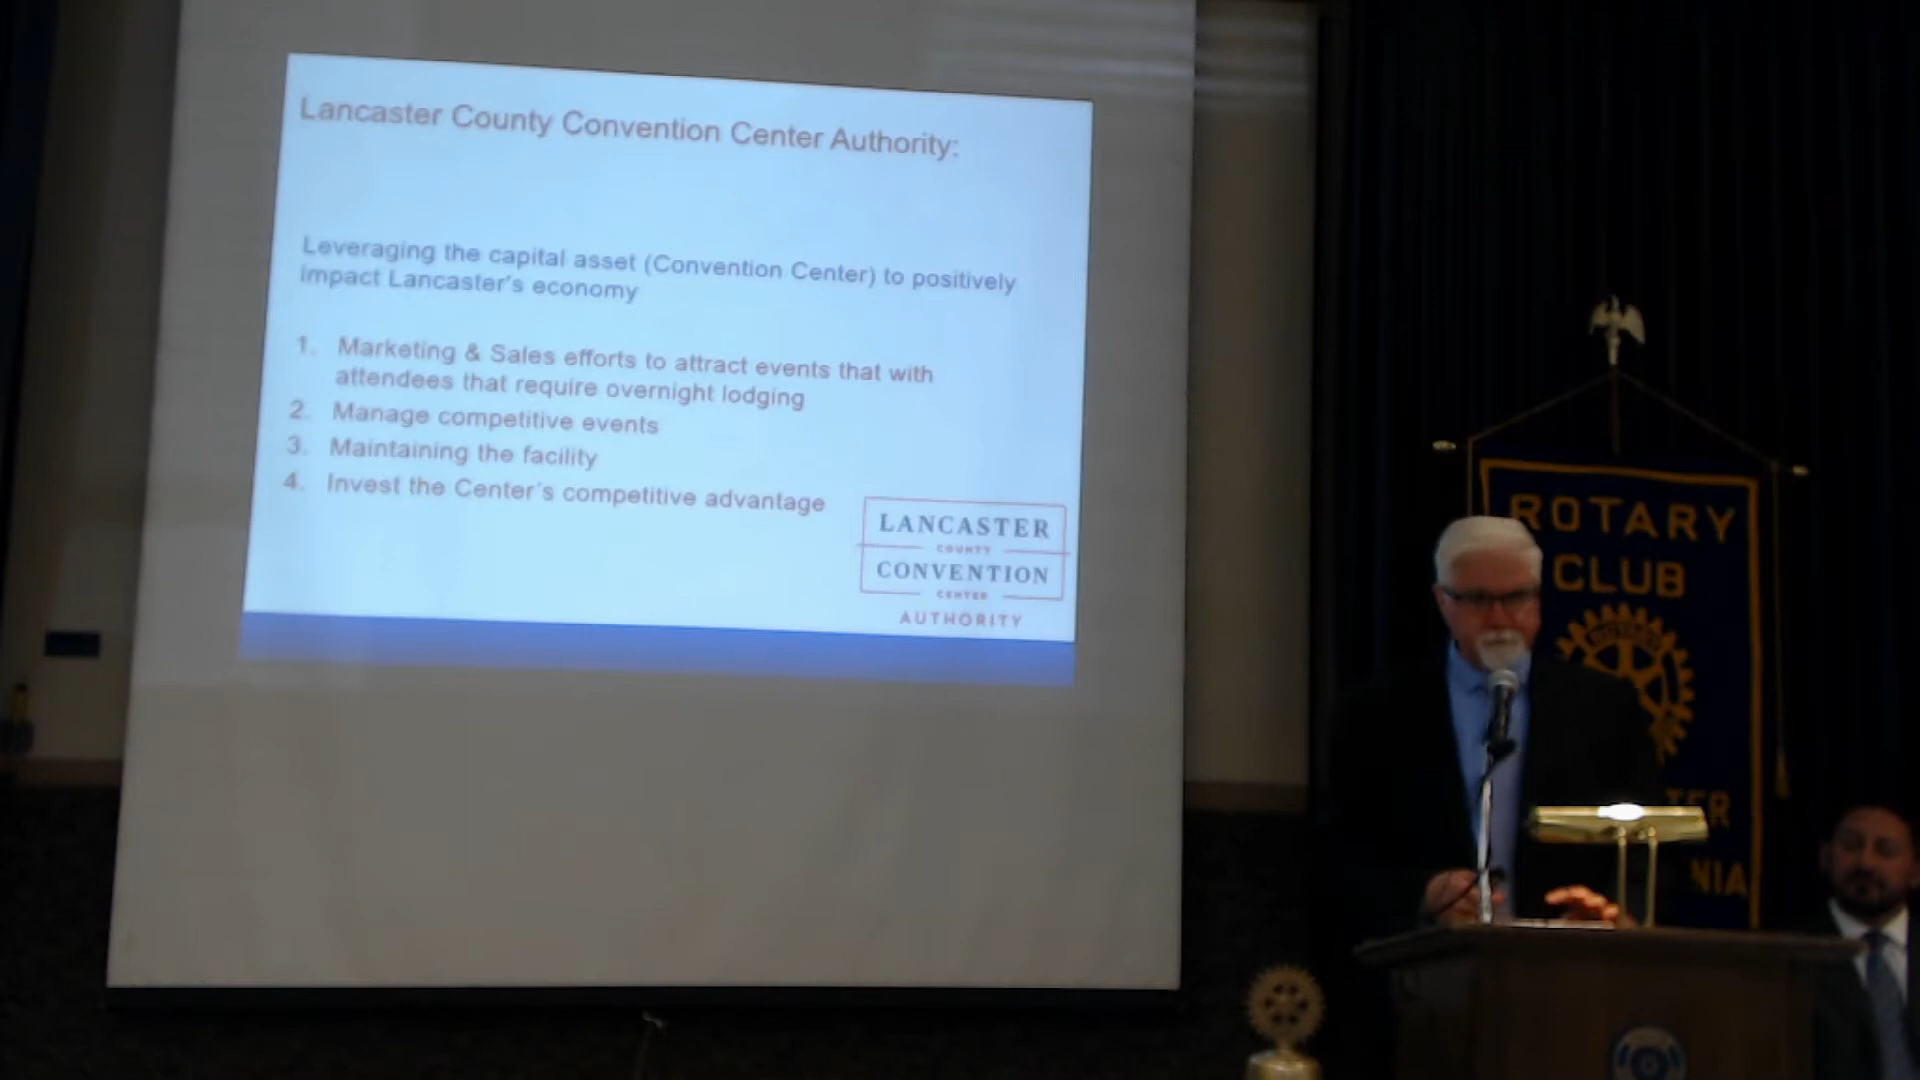 Lancaster County Convention Center Authority:
Leveraging the capital asset (Convention Center) to positively
impact Lancaster's economy
1. Marketing & Sales efforts to attract events that with
attendees that require overnight lodging
2. Manage competitive events
3. Maintaining the facility
4. Invest the Center's competitive advantage
LANCASTER
COUNTY
CONVENTION
CENTER
AUTHORITY
ROTARY
CLUB